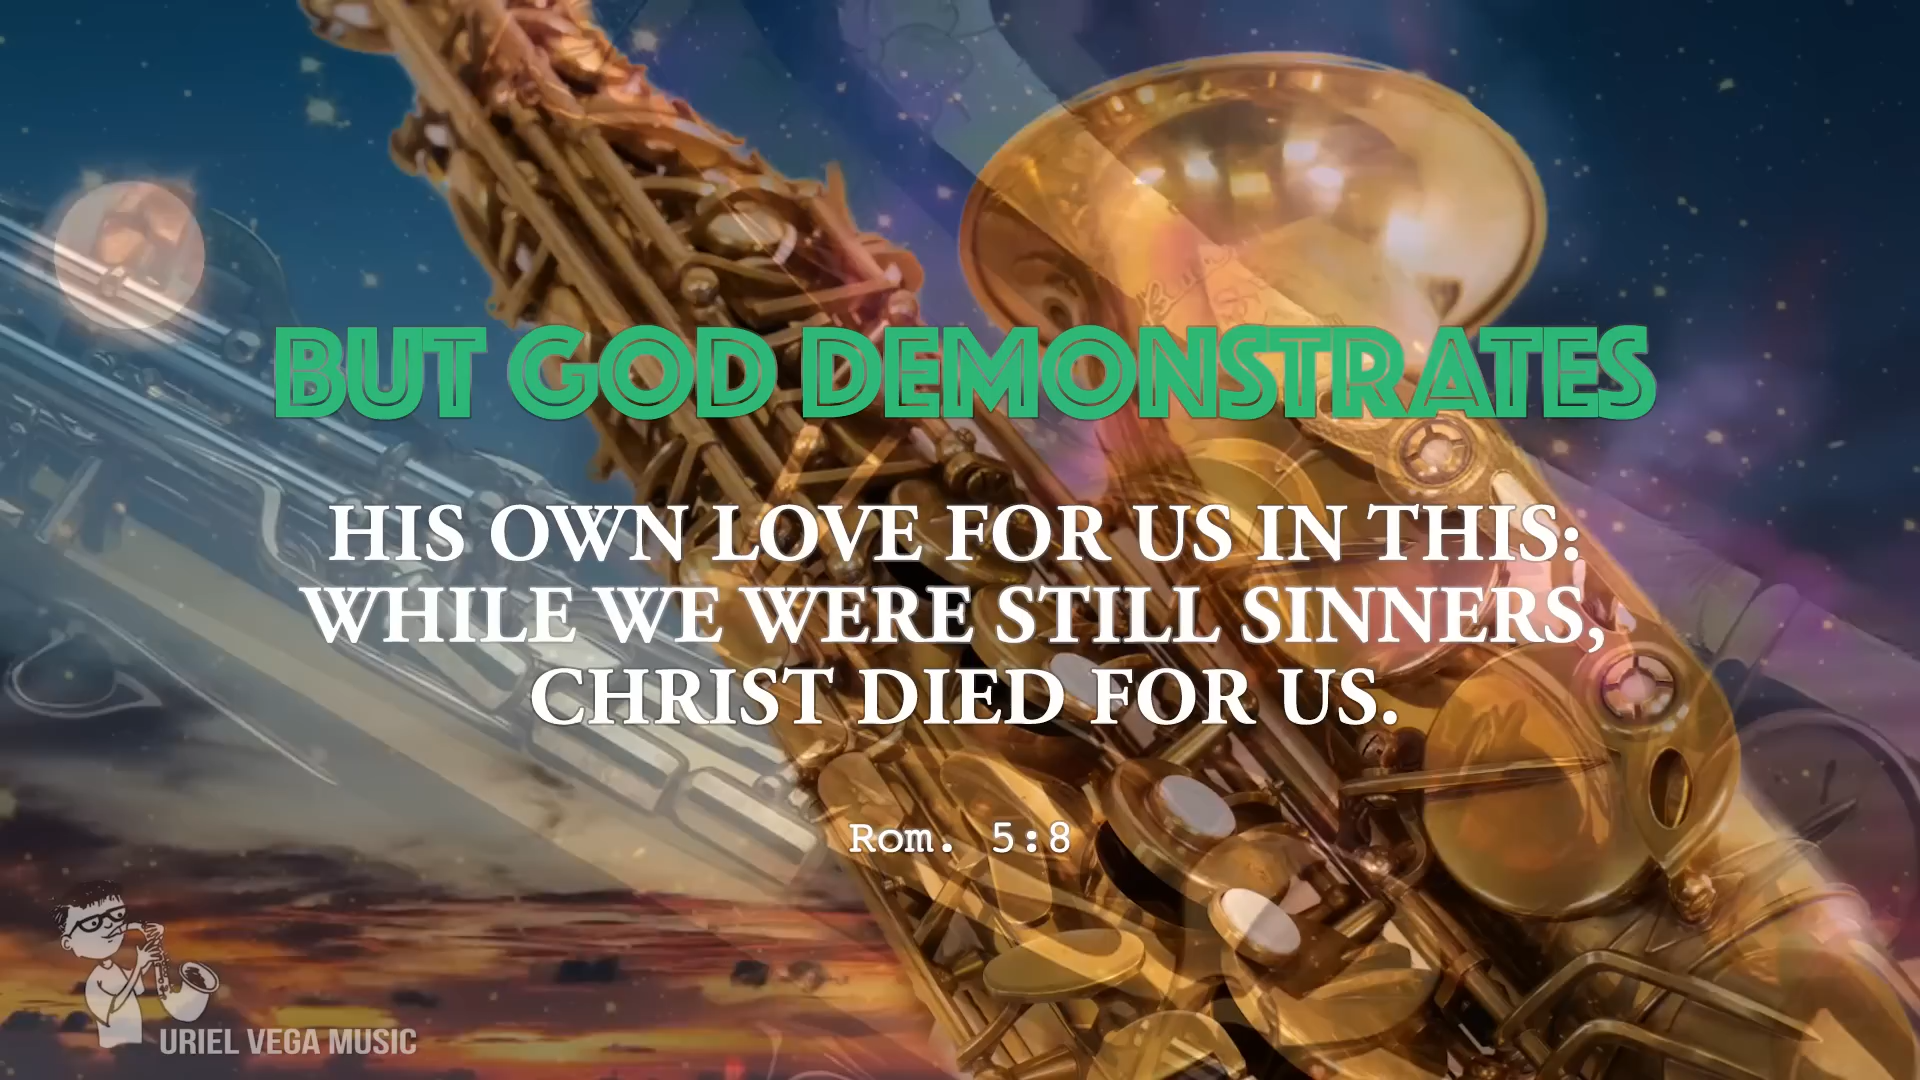 BUT GOD DEMONSTRATES
HIS OWN LOVE FOR US IN THIS:
WHILE WE WERE STILL SINNERS,
CHRIST DIED FOR US.
Rom. 5:8
URIEL VEGA MUSIC